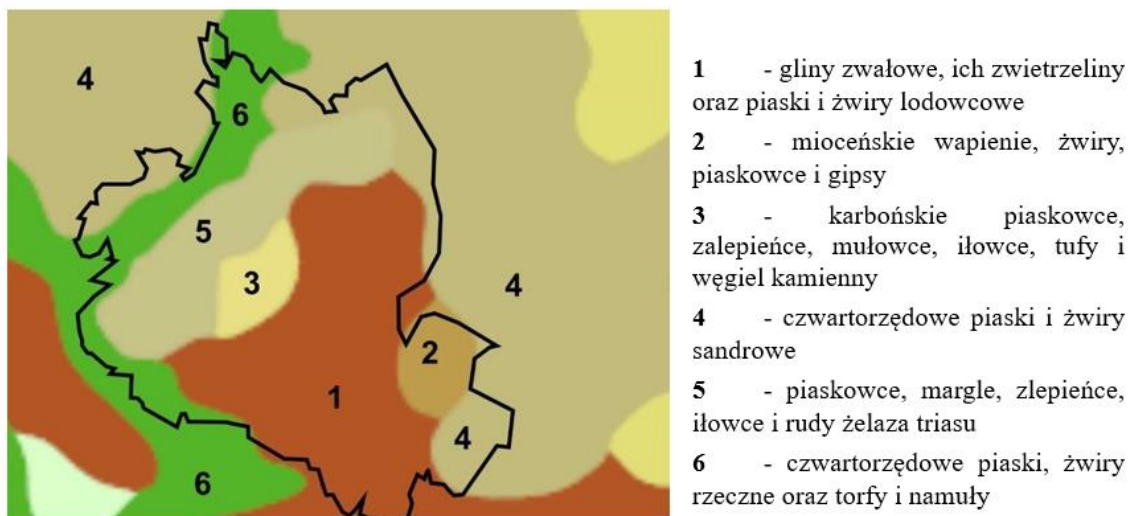 4
6
5
3
4
2
1
4
6
1 - gliny zwałowe, ich zwietrzeliny
oraz piaski i żwiry lodowcowe
2 - mioceńskie wapienie, żwiry,
piaskowce i gipsy
3 - karbońskie piaskowce,
zalepieńce, mułowce, iłowce, tufy i
węgiel kamienny
4 - czwartorzędowe piaski i żwiry
sandrowe
5 - piaskowce, margle, zlepieńce,
iłowce i rudy żelaza triasu
6 - czwartorzędowe piaski, żwiry
rzeczne oraz torfy i namuły